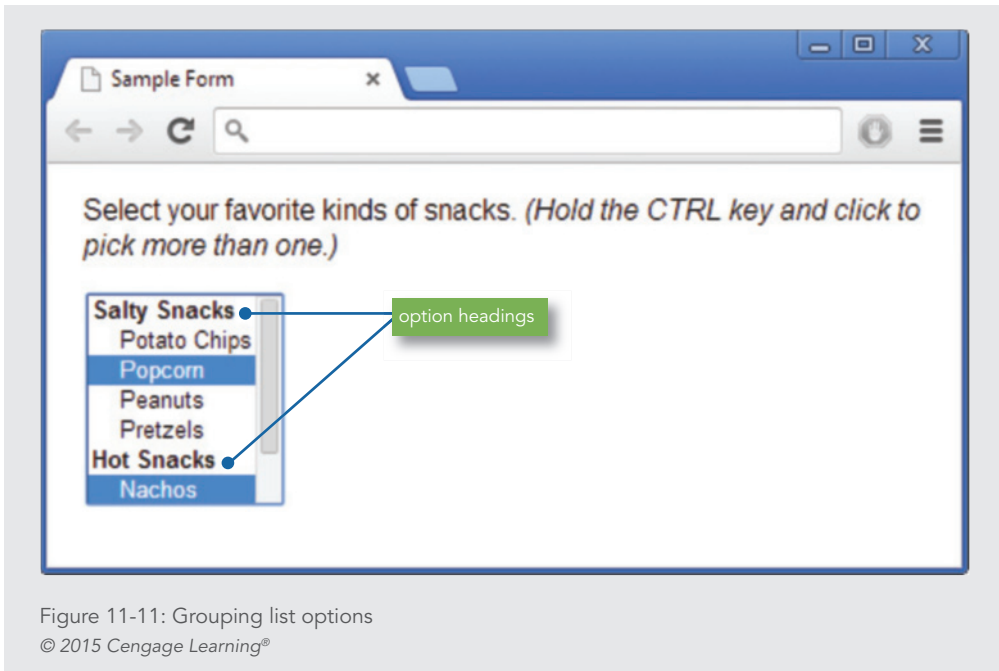 Sample Form
Select your favorite kinds of snacks. (Hold the CTRL key and click to
pick more than one.)
Salty Snacks
option headings
Potato Chips
Popcorn
Peanuts
Pretzels
Hot Snacks
Nachos
Figure 11-11: Grouping list options
© 2015 Cengage Learning®